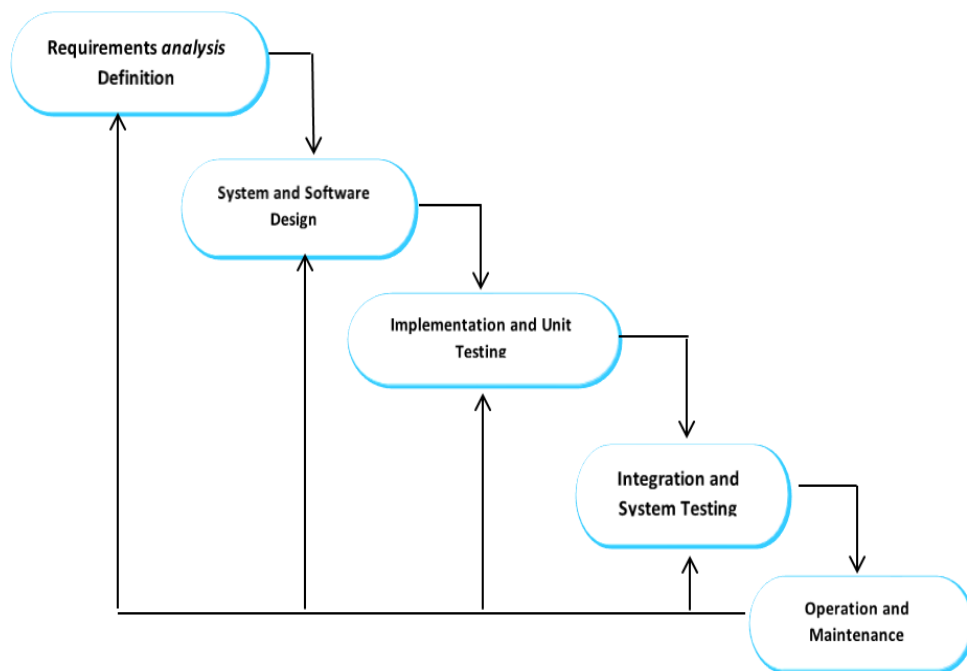 Requirements analysis
Definition
System and Software
Design
Implementation and Unit
Testing
Integration and
System Testing
Operation and
Maintenance